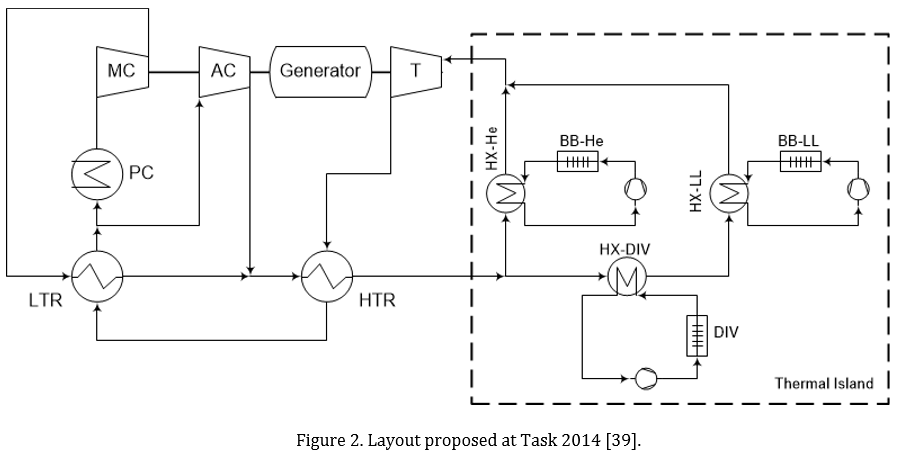 MC
AC
Generator
T
PC
LTR
HTR
HX-He
BB-He
HX-LL
BB-LL
HX-DIV
DIV
Thermal Island
Figure 2. Layout proposed at Task 2014 [39].